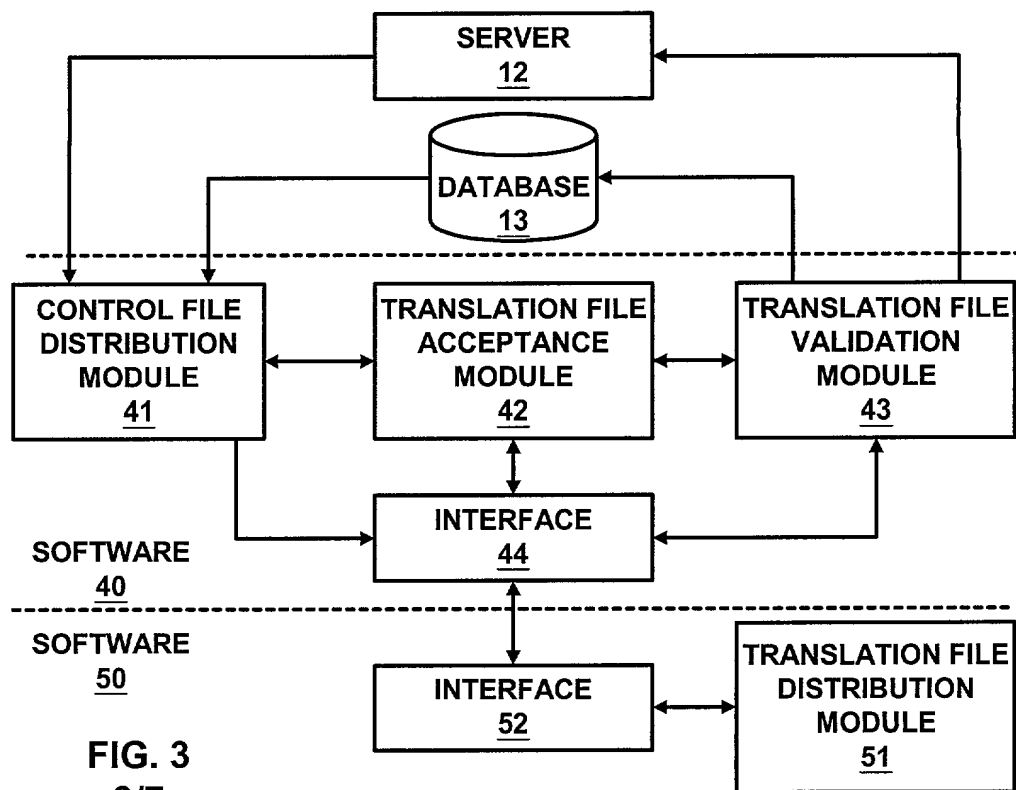 SERVER
12
DATABASE
13
CONTROL FILE
DISTRIBUTION
MODULE
41
TRANSLATION FILE
ACCEPTANCE
MODULE
42
TRANSLATION FILE
VALIDATION
MODULE
43
INTERFACE
44
SOFTWARE
40
SOFTWARE
50
INTERFACE
52
TRANSLATION FILE
DISTRIBUTION
MODULE
51
FIG. 3